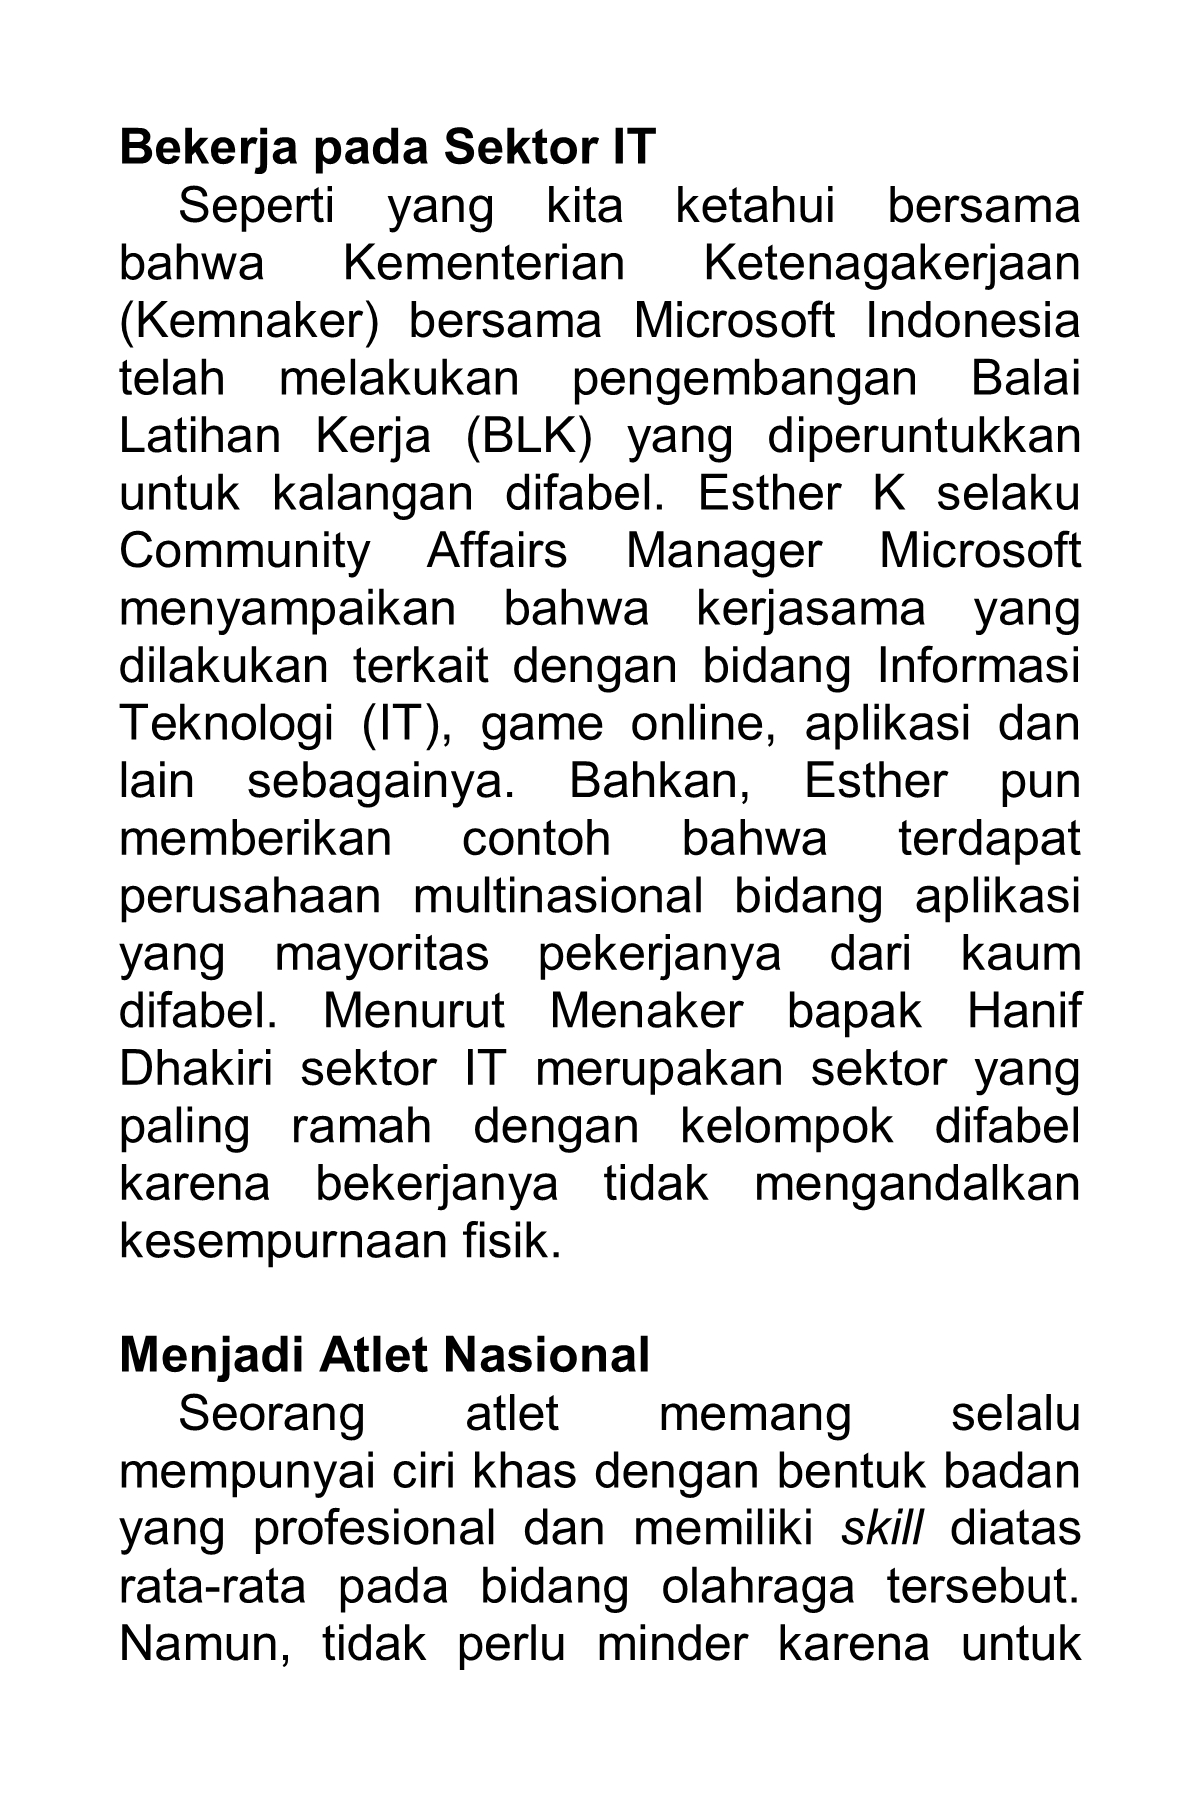 Bekerja pada Sektor IT
Seperti yang kita ketahui bersama
bahwa Kementerian Ketenagakerjaan
(Kemnaker) bersama Microsoft Indonesia
telah melakukan pengembangan Balai
Latihan Kerja (BLK) yang diperuntukkan
untuk kalangan difabel. Esther K selaku
Community Affairs Manager Microsoft
menyampaikan bahwa kerjasama yang
dilakukan terkait dengan bidang Informasi
Teknologi (IT), game online, aplikasi dan
lain sebagainya. Bahkan, Esther pun
memberikan contoh bahwa terdapat
perusahaan multinasional bidang aplikasi
yang mayoritas pekerjanya dari kaum
difabel. Menurut Menaker bapak Hanif
Dhakiri sektor IT merupakan sektor yang
paling ramah dengan kelompok difabel
karena bekerjanya tidak mengandalkan
kesempurnaan fisik.
Menjadi Atlet Nasional
Seorang atlet memang selalu
mempunyai ciri khas dengan bentuk badan
yang profesional dan memiliki skill diatas
rata-rata pada bidang olahraga tersebut.
Namun, tidak perlu minder karena untuk